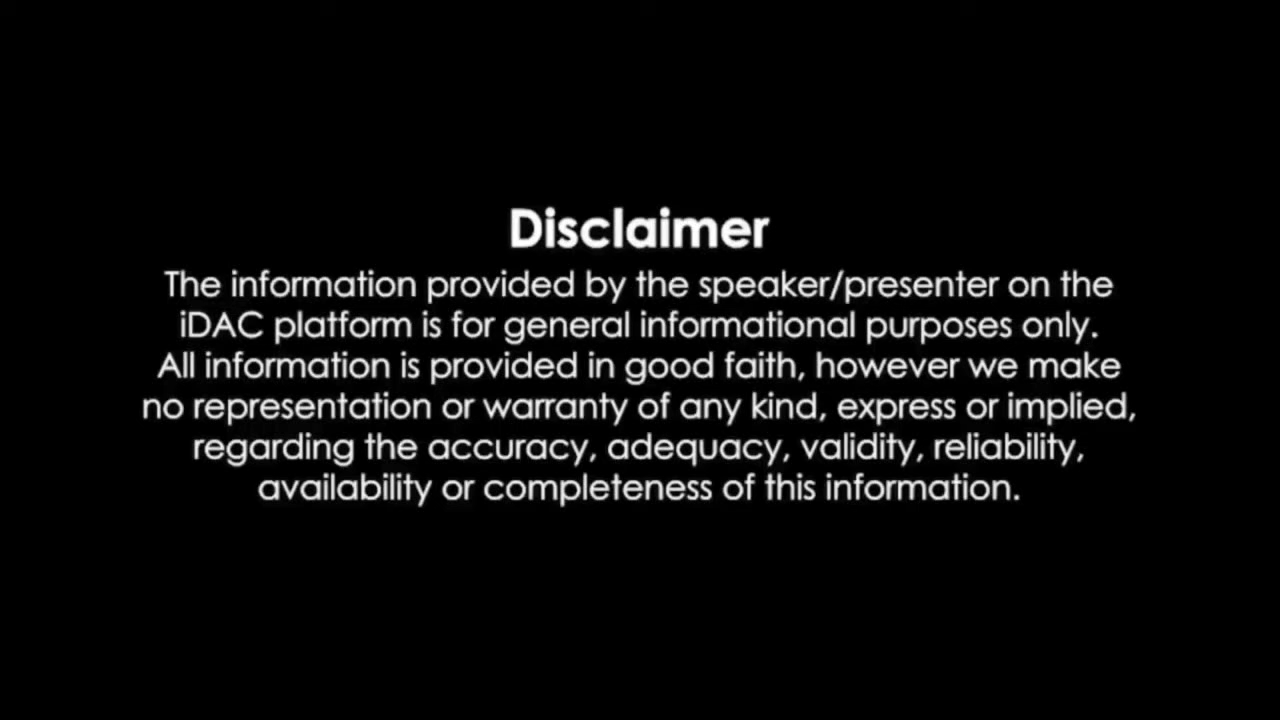 Disclaimer
The information provided by the speaker/presenter on the
iDAC platform is for general informational purposes only.
All information is provided in good faith, however we make
no representation or warranty of any kind, express or implied,
regarding the accuracy, adequacy, validity, reliability,
availability or completeness of this information.